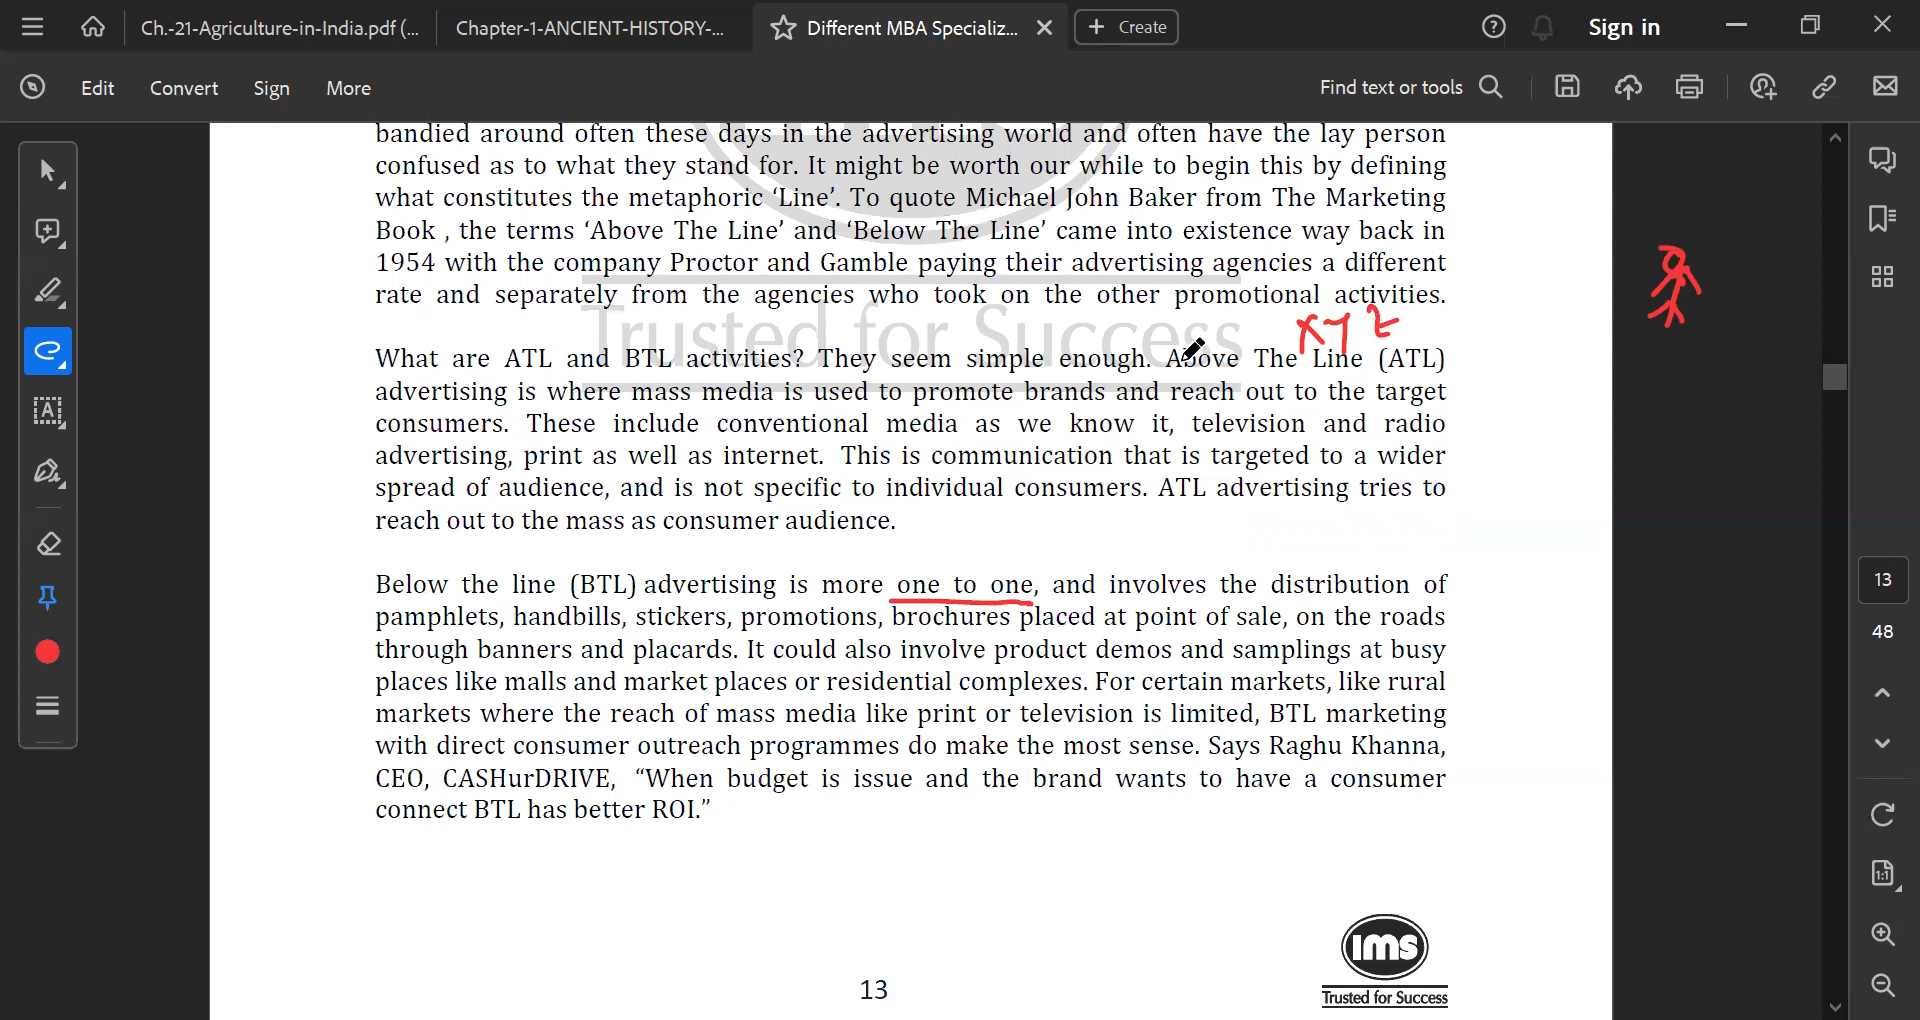 Ch.-21-Agriculture-in-India.pdf (...
Chapter-1-ANCIENT-HISTORY-...
Different MBA Specializ...
Create
Sign in
Edit
Convert
Sign
More
Find text or tools
bandied around often these days in the advertising world and often have the lay person
confused as to what they stand for. It might be worth our while to begin this by defining
what constitutes the metaphoric ‘Line’. To quote Michael John Baker from The Marketing
Book , the terms ‘Above The Line’ and ‘Below The Line’ came into existence way back in
1954 with the company Proctor and Gamble paying their advertising agencies a different
rate and separately from the agencies who took on the other promotional activities.
Trusted for Success
XYZ
What are ATL and BTL activities? They seem simple enough. Above The Line (ATL)
advertising is where mass media is used to promote brands and reach out to the target
consumers. These include conventional media as we know it, television and radio
advertising, print as well as internet. This is communication that is targeted to a wider
spread of audience, and is not specific to individual consumers. ATL advertising tries to
reach out to the mass as consumer audience.
Below the line (BTL) advertising is more one to one, and involves the distribution of
pamphlets, handbills, stickers, promotions, brochures placed at point of sale, on the roads
through banners and placards. It could also involve product demos and samplings at busy
places like malls and market places or residential complexes. For certain markets, like rural
markets where the reach of mass media like print or television is limited, BTL marketing
with direct consumer outreach programmes do make the most sense. Says Raghu Khanna,
CEO, CASHurDRIVE, “When budget is issue and the brand wants to have a consumer
connect BTL has better ROI.”
13
48
ims
Trusted for Success
13